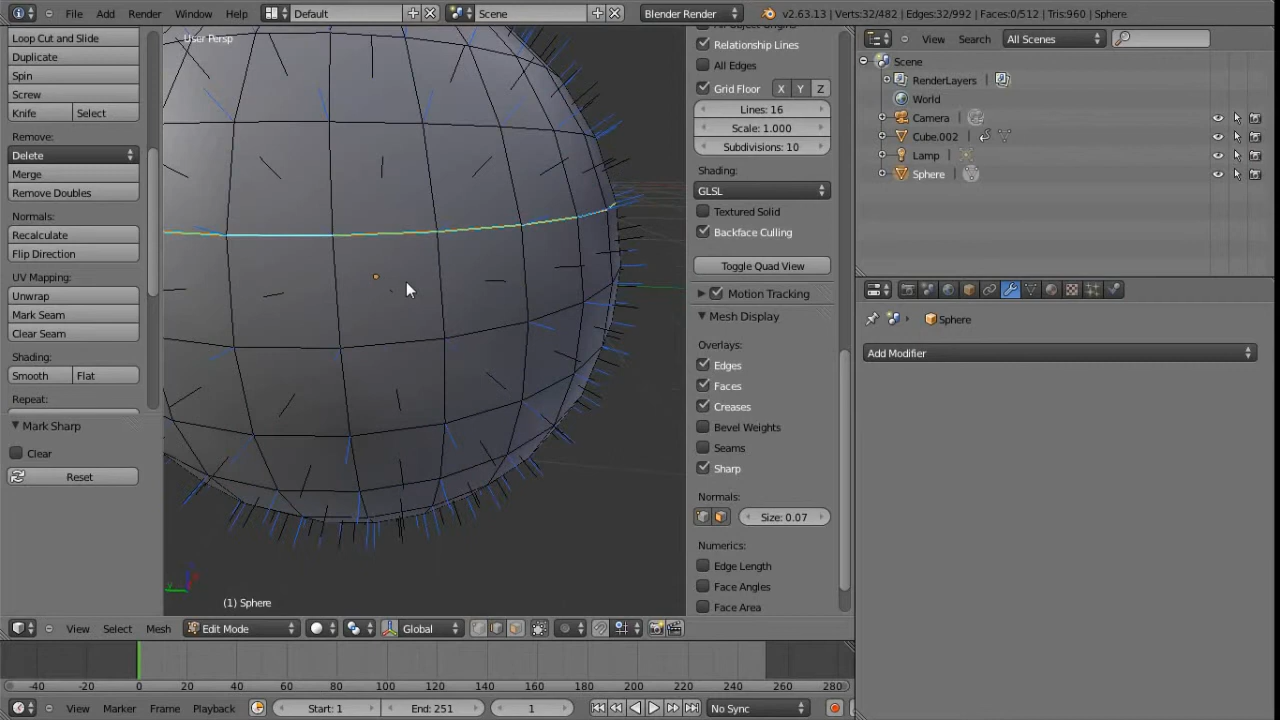 File Add Render Window Help Default Scene Blender Render v2.63.13 | Verts:32/482 | Edges:32/992 | Faces:0/512 | Tris:960 | Sphere
Loop Cut and Slide
Duplicate
Spin
Screw
Knife Select
Remove:
Delete
Merge
Remove Doubles
Normals:
Recalculate
Flip Direction
UV Mapping:
Unwrap
Mark Seam
Clear Seam
Shading:
Smooth Flat
Repeat:
Mark Sharp
Clear
Reset
User Persp
(1) Sphere
Relationship Lines
All Edges
Grid Floor X Y Z
Lines: 16
Scale: 1.000
Subdivisions: 10
Shading:
GLSL
Textured Solid
Backface Culling
Toggle Quad View
Motion Tracking
Mesh Display
Overlays:
Edges
Faces
Creases
Bevel Weights
Seams
Sharp
Normals:
Size: 0.07
Numerics:
Edge Length
Face Angles
Face Area
View Search All Scenes
Scene
RenderLayers
World
Camera
Cube.002
Lamp
Sphere
Sphere
Add Modifier
View Select Mesh Edit Mode Global
-40 -20 0 20 40 60 80 100 120 140 160 180 200 220 240 260 280
View Marker Frame Playback Start: 1 End: 251 1 No Sync